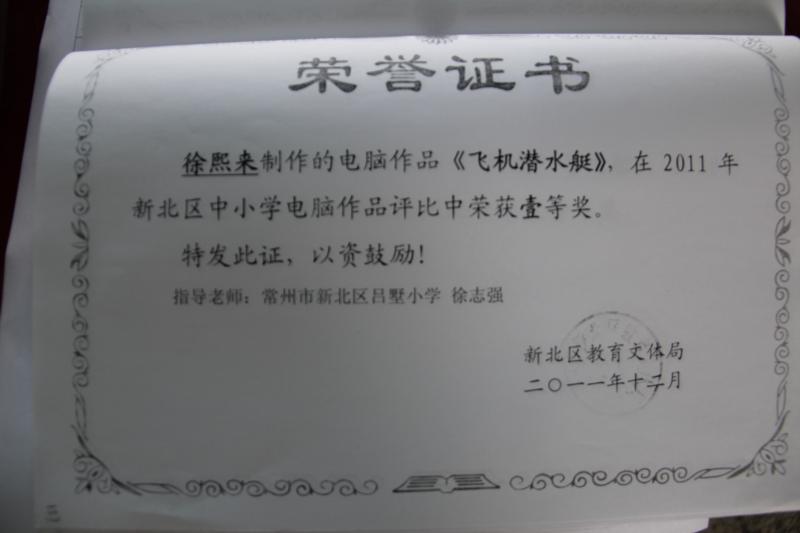 荣誉证书
徐熙来制作的电脑作品《飞机潜水艇》，在 2011 年
新北区中小学电脑作品评比中荣获壹等奖。
特发此证，以资鼓励！
指导老师：常州市新北区吕墅小学 徐志强
新北区教育文体局
二〇一一年十二月